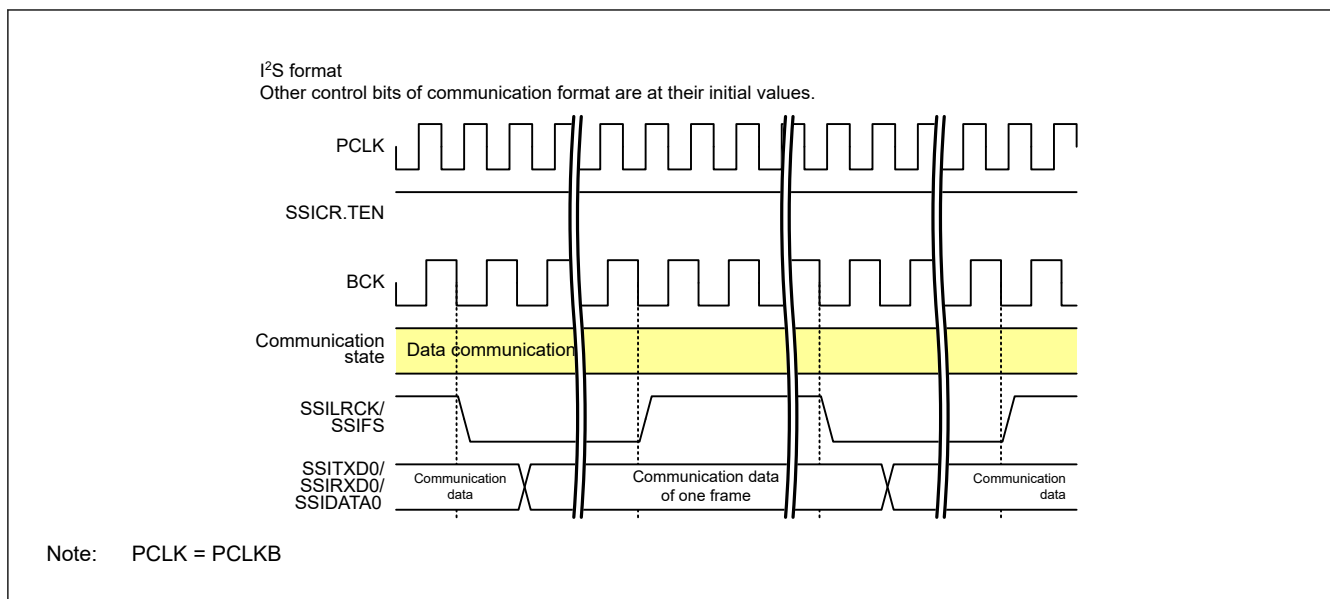 I²S format
Other control bits of communication format are at their initial values.
PCLK
SSICR.TEN
BCK
Communication
state
Data communication
SSILRCK/
SSIFS
SSITXD0/
SSIRXD0/
SSIDATA0
Communication
data
Communication data
of one frame
Communication
data
Note: PCLK = PCLKB